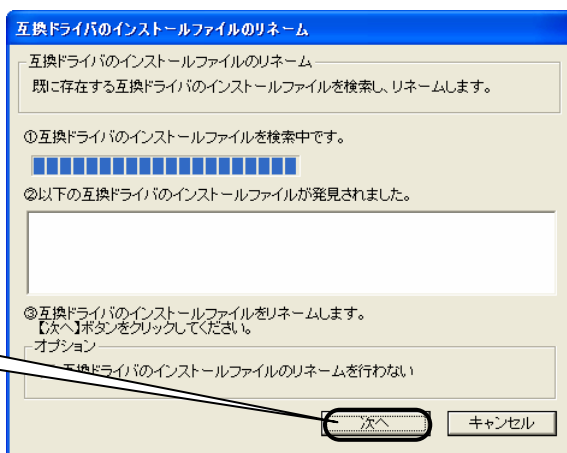 互換ドライバのインストールファイルのリネーム
互換ドライバのインストールファイルのリネーム
既に存在する互換ドライバのインストールファイルを検索し、リネームします。
①互換ドライバのインストールファイルを検索中です。
②以下の互換ドライバのインストールファイルが発見されました。
③互換ドライバのインストールファイルをリネームします。
【次へ】ボタンをクリックしてください。
オプション
互換ドライバのインストールファイルのリネームを行わない
次へ
キャンセル